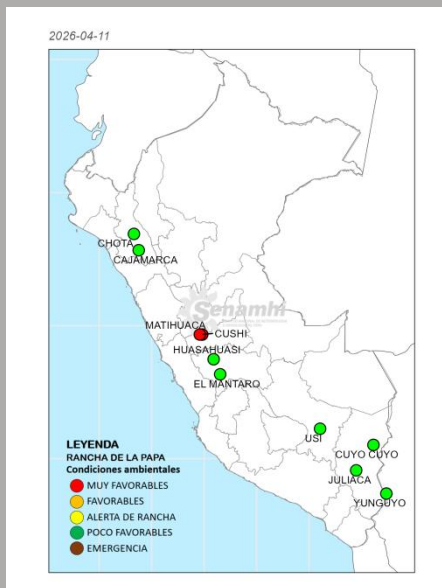 2026-04-11
CHOTA
CAJAMARCA
Senamhi
MATIHUACA
CUSHI
HUASAHUASI
EL MANTARO
USI
CUYO CUYO
JULIACA
YUNGUYO
LEYENDA
RANCHA DE LA PAPA
Condiciones ambientales
MUY FAVORABLES
FAVORABLES
ALERTA DE RANCHA
POCO FAVORABLES
EMERGENCIA